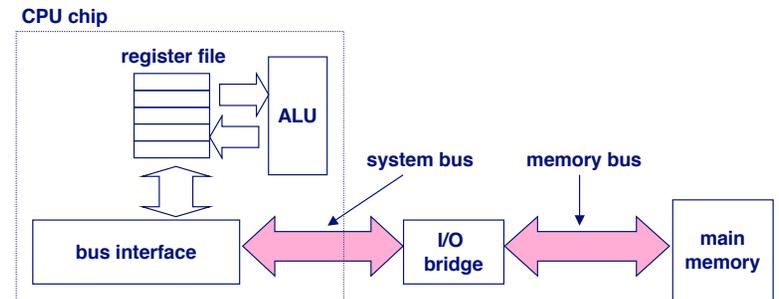 CPU chip
register file
ALU
system bus
memory bus
bus interface
I/O
bridge
main
memory